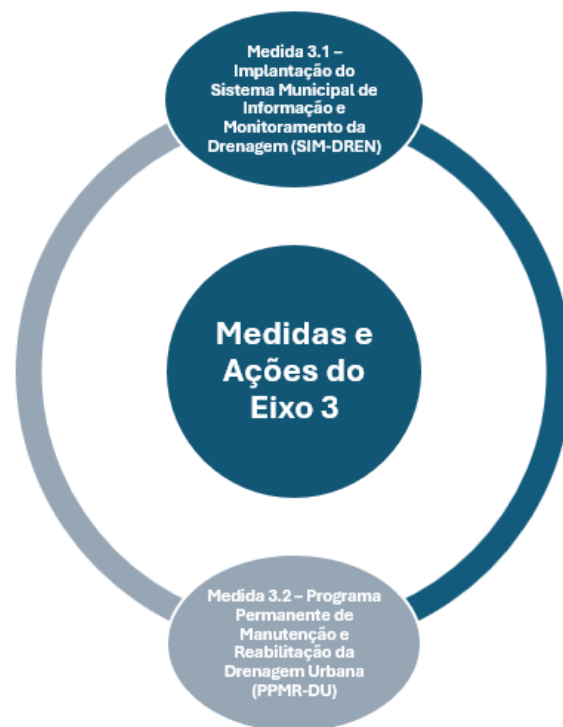 Medida 3.1 –
Implantação do
Sistema Municipal de
Informação e
Monitoramento da
Drenagem (SIM-DREN)
Medidas e
Ações do
Eixo 3
Medida 3.2 – Programa
Permanente de
Manutenção e
Reabilitação da
Drenagem Urbana
(PPMR-DU)